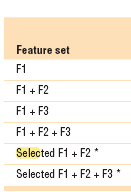 Feature set
F1
F1 + F2
F1 + F3
F1 + F2 + F3
Selected F1 + F2 *
Selected F1 + F2 + F3 *